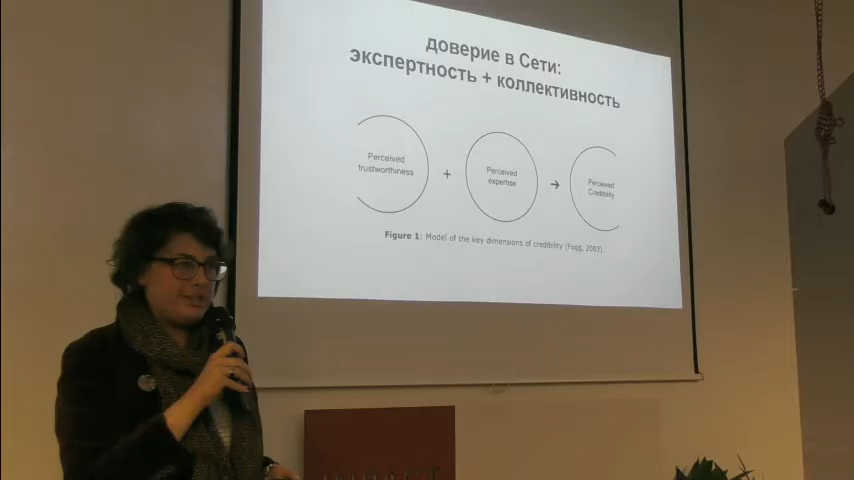 доверие в Сети:
экспертность + коллективность
Perceived
trustworthiness
+
Perceived
expertise
→
Perceived
Credibility
Figure 1: Model of the key dimensions of credibility (Fogg, 2003).